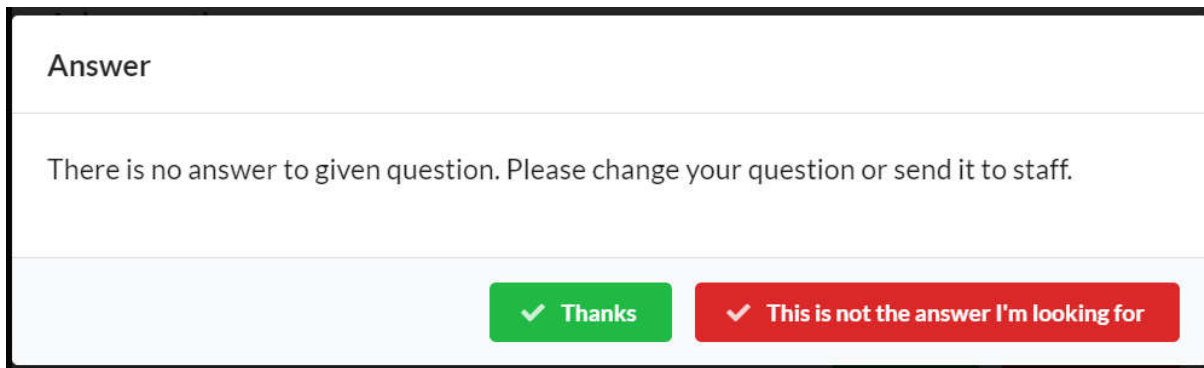 Answer
There is no answer to given question. Please change your question or send it to staff.
Thanks
This is not the answer I'm looking for